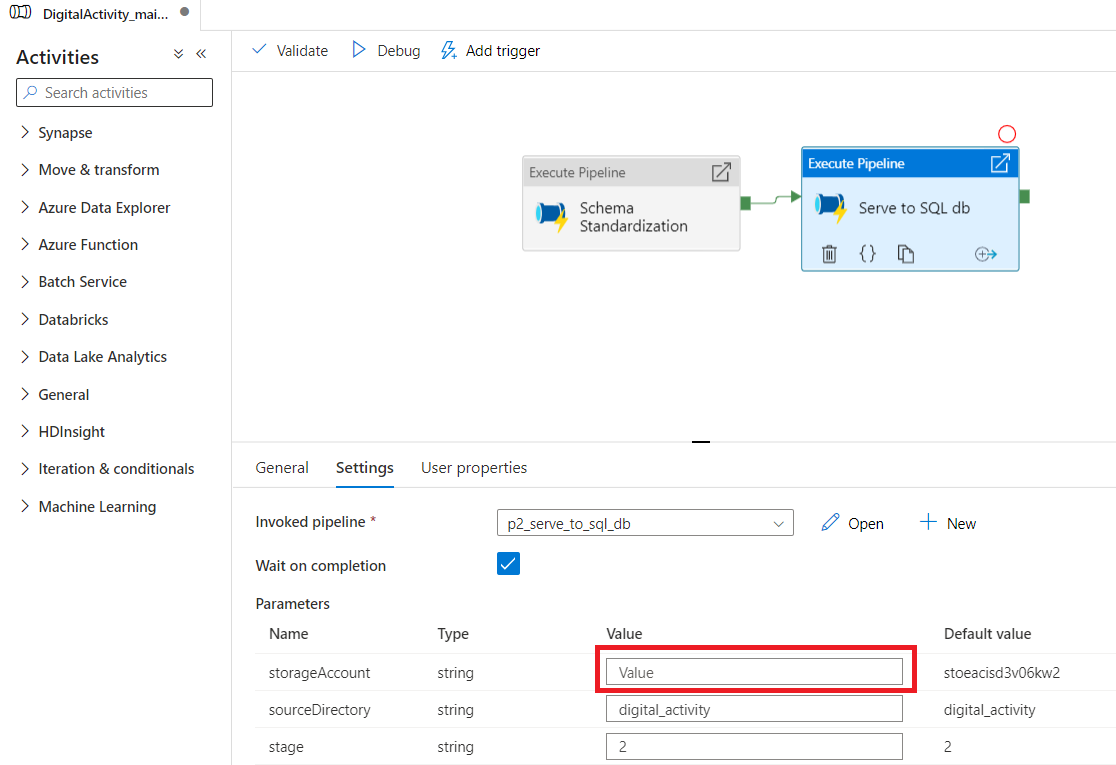 DigitalActivity_mai...
Activities
Search activities
Synapse
Move & transform
Azure Data Explorer
Azure Function
Batch Service
Databricks
Data Lake Analytics
General
HDInsight
Iteration & conditionals
Machine Learning
Validate Debug Add trigger
Execute Pipeline
Schema
Standardization
Execute Pipeline
Serve to SQL db
General Settings User properties
Invoked pipeline * p2_serve_to_sql_db Open New
Wait on completion
Parameters
Name Type Value Default value
storageAccount string Value stoeacisd3v06kw2
sourceDirectory string digital_activity digital_activity
stage string 2 2